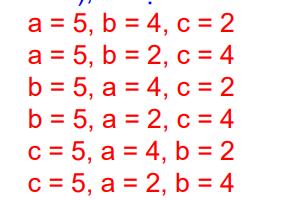 a = 5, b = 4, c = 2
a = 5, b = 2, c = 4
b = 5, a = 4, c = 2
b = 5, a = 2, c = 4
c = 5, a = 4, b = 2
c = 5, a = 2, b = 4